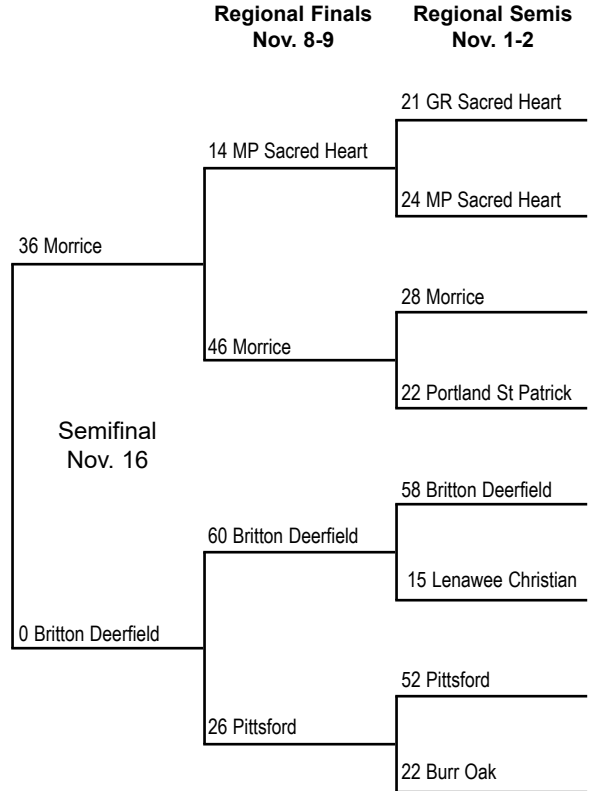 Regional Finals
Nov. 8-9
Regional Semis
Nov. 1-2
21 GR Sacred Heart
14 MP Sacred Heart
24 MP Sacred Heart
36 Morrice
28 Morrice
46 Morrice
22 Portland St Patrick
Semifinal
Nov. 16
58 Britton Deerfield
60 Britton Deerfield
15 Lenawee Christian
0 Britton Deerfield
52 Pittsford
26 Pittsford
22 Burr Oak